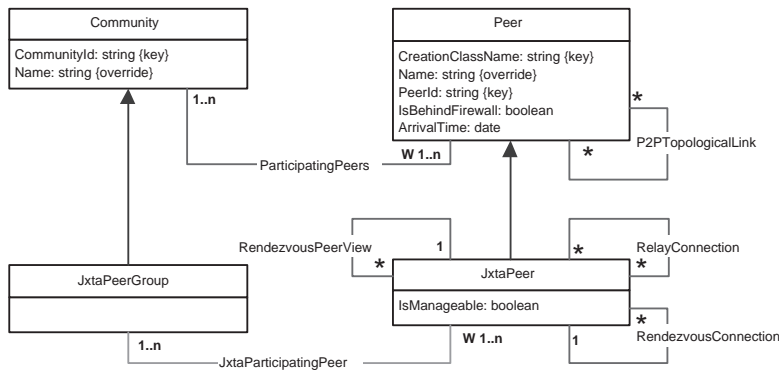 Community
CommunityId: string {key}
Name: string {override}
1..n
Peer
CreationClassName: string {key}
Name: string {override}
PeerId: string {key}
IsBehindFirewall: boolean
ArrivalTime: date
*
*
P2PTopologicalLink
W 1..n
ParticipatingPeers
RendezvousPeerView
1
*
*
*
RelayConnection
JxtaPeerGroup
1..n
JxtaPeer
IsManageable: boolean
*
W 1..n
1
RendezvousConnection
JxtaParticipatingPeer